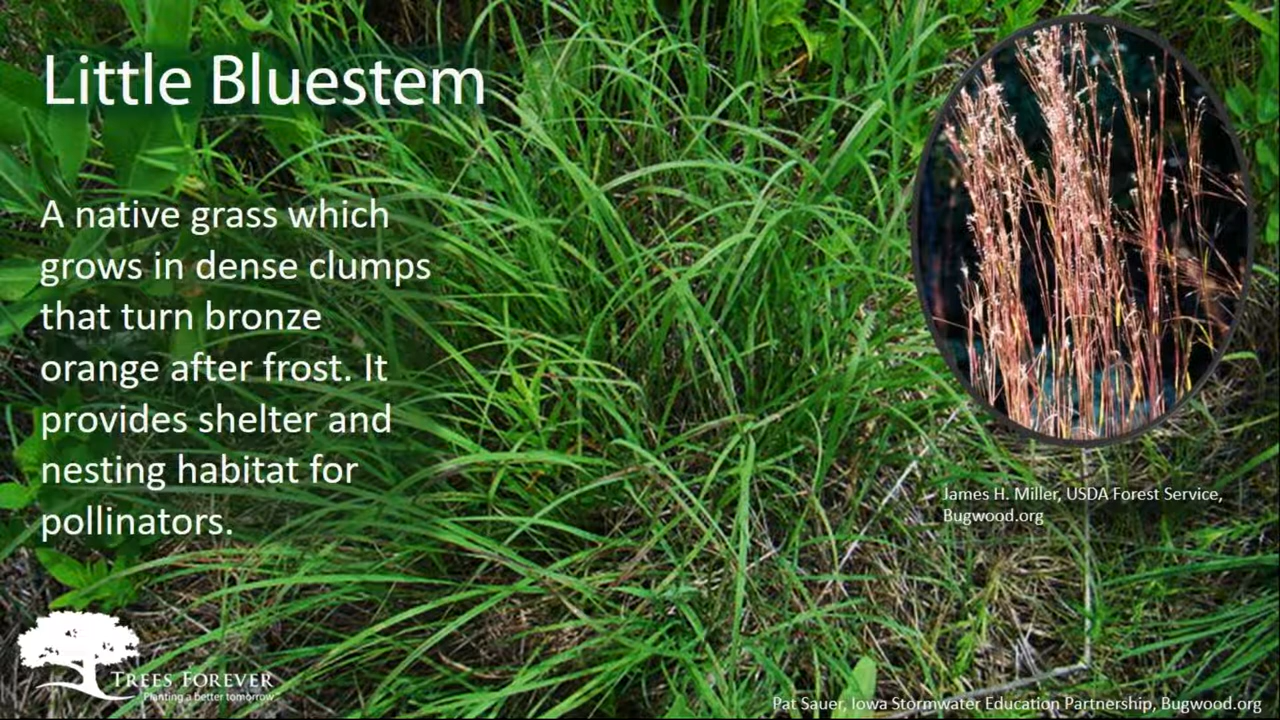 Little Bluestem
A native grass which
grows in dense clumps
that turn bronze
orange after frost. It
provides shelter and
nesting habitat for
pollinators.
James H. Miller, USDA Forest Service,
Bugwood.org
TREES FOREVER
Planting a better tomorrow
Pat Sauer, Iowa Stormwater Education Partnership, Bugwood.org